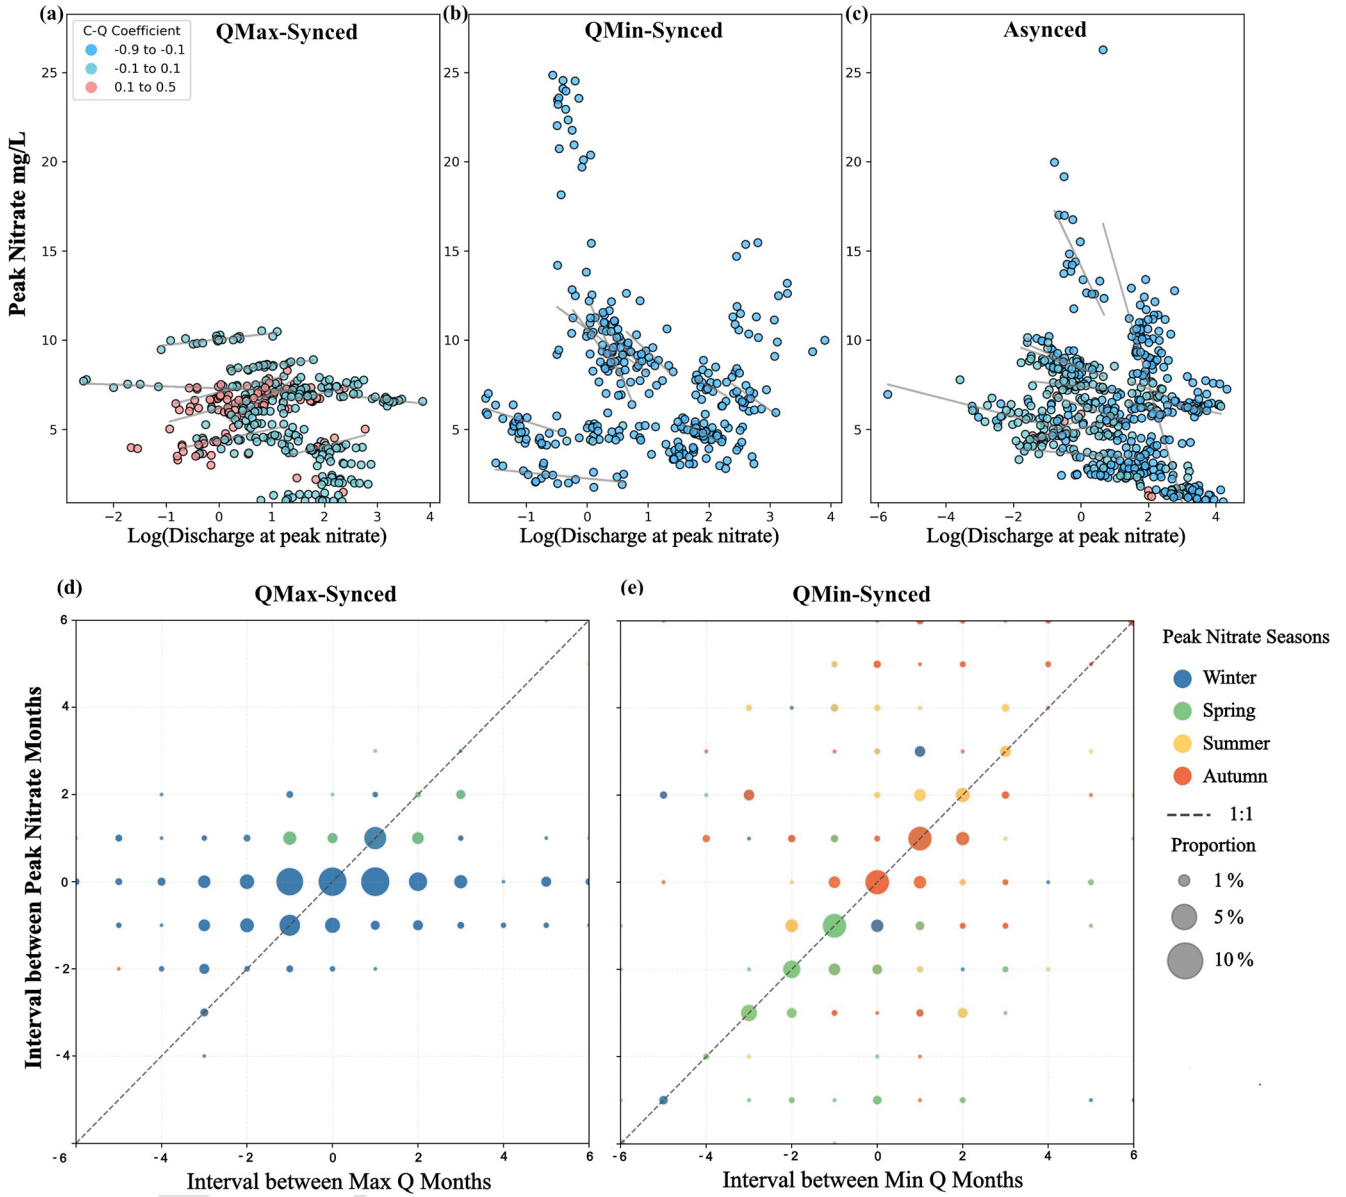 (a)
QMax-Synced
C-Q Coefficient
-0.9 to -0.1
-0.1 to 0.1
0.1 to 0.5
25
20
15
10
5
Peak Nitrate mg/L
−2 −1 0 1 2 3 4
Log(Discharge at peak nitrate)
(b)
QMin-Synced
25
20
15
10
5
−1 0 1 2 3 4
Log(Discharge at peak nitrate)
(c)
Asynced
25
20
15
10
5
−6 −4 −2 0 2 4
Log(Discharge at peak nitrate)
(d)
QMax-Synced
6
4
2
0
-2
-4
Interval between Peak Nitrate Months
-6 -4 -2 0 2 4 6
Interval between Max Q Months
(e)
QMin-Synced
-6 -4 -2 0 2 4 6
Interval between Min Q Months
Peak Nitrate Seasons
Winter
Spring
Summer
Autumn
1:1
Proportion
1 %
5 %
10 %